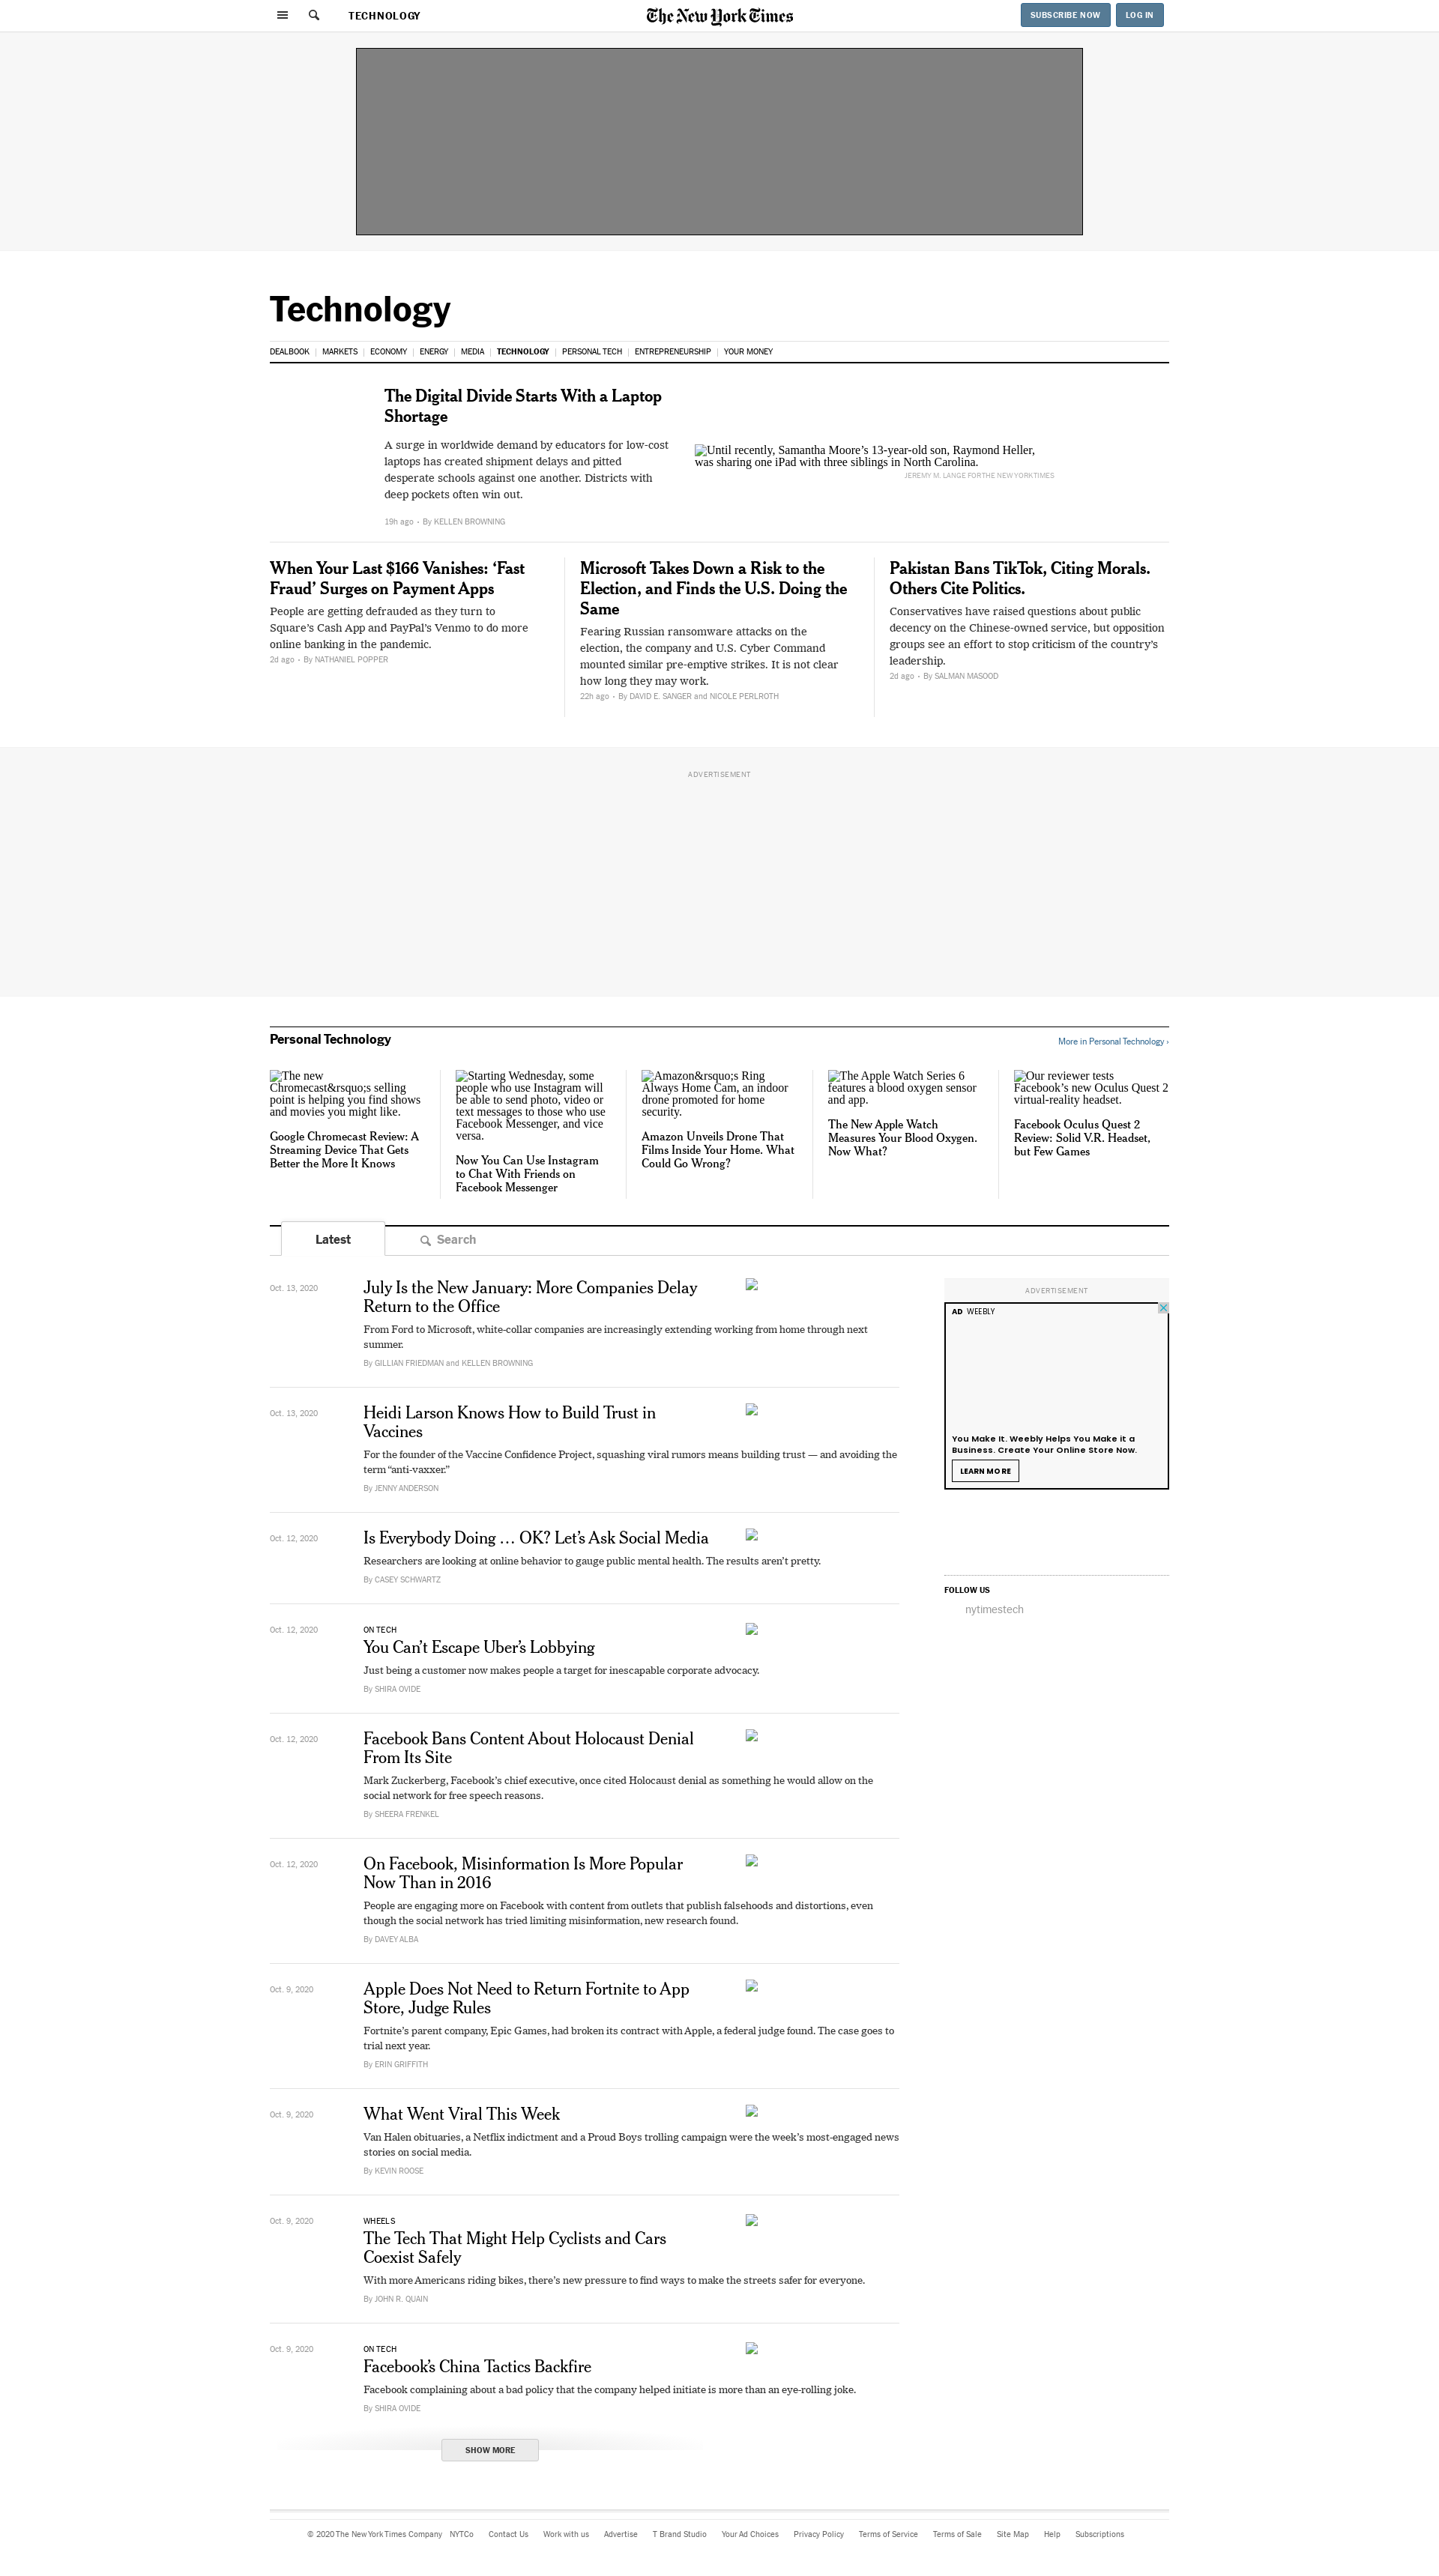 TECHNOLOGY
The New York Times
SUBSCRIBE NOW
LOG IN
Technology
DEALBOOK
MARKETS
ECONOMY
ENERGY
MEDIA
TECHNOLOGY
PERSONAL TECH
ENTREPRENEURSHIP
YOUR MONEY
The Digital Divide Starts With a Laptop
Shortage
A surge in worldwide demand by educators for low-cost
laptops has created shipment delays and pitted
desperate schools against one another. Districts with
deep pockets often win out.
19h ago • By KELLEN BROWNING
Until recently, Samantha Moore’s 13-year-old son, Raymond Heller,
was sharing one iPad with three siblings in North Carolina.
JEREMY M. LANGE FOR THE NEW YORK TIMES
When Your Last $166 Vanishes: ‘Fast
Fraud’ Surges on Payment Apps
People are getting defrauded as they turn to
Square’s Cash App and PayPal’s Venmo to do more
online banking in the pandemic.
2d ago • By NATHANIEL POPPER
Microsoft Takes Down a Risk to the
Election, and Finds the U.S. Doing the
Same
Fearing Russian ransomware attacks on the
election, the company and U.S. Cyber Command
mounted similar pre-emptive strikes. It is not clear
how long they may work.
22h ago • By DAVID E. SANGER and NICOLE PERLROTH
Pakistan Bans TikTok, Citing Morals.
Others Cite Politics.
Conservatives have raised questions about public
decency on the Chinese-owned service, but opposition
groups see an effort to stop criticism of the country’s
leadership.
2d ago • By SALMAN MASOOD
ADVERTISEMENT
Personal Technology
More in Personal Technology ›
The new
Chromecast&rsquo;s selling
point is helping you find shows
and movies you might like.
Google Chromecast Review: A
Streaming Device That Gets
Better the More It Knows
Starting Wednesday, some
people who use Instagram will
be able to send photo, video or
text messages to those who use
Facebook Messenger, and vice
versa.
Now You Can Use Instagram
to Chat With Friends on
Facebook Messenger
Amazon&rsquo;s Ring
Always Home Cam, an indoor
drone promoted for home
security.
Amazon Unveils Drone That
Films Inside Your Home. What
Could Go Wrong?
The Apple Watch Series 6
features a blood oxygen sensor
and app.
The New Apple Watch
Measures Your Blood Oxygen.
Now What?
Our reviewer tests
Facebook’s new Oculus Quest 2
virtual-reality headset.
Facebook Oculus Quest 2
Review: Solid V.R. Headset,
but Few Games
Latest
Search
Oct. 13, 2020
July Is the New January: More Companies Delay
Return to the Office
From Ford to Microsoft, white-collar companies are increasingly extending working from home through next
summer.
By GILLIAN FRIEDMAN and KELLEN BROWNING
Oct. 13, 2020
Heidi Larson Knows How to Build Trust in
Vaccines
For the founder of the Vaccine Confidence Project, squashing viral rumors means building trust — and avoiding the
term “anti-vaxxer.”
By JENNY ANDERSON
Oct. 12, 2020
Is Everybody Doing … OK? Let’s Ask Social Media
Researchers are looking at online behavior to gauge public mental health. The results aren’t pretty.
By CASEY SCHWARTZ
Oct. 12, 2020
ON TECH
You Can’t Escape Uber’s Lobbying
Just being a customer now makes people a target for inescapable corporate advocacy.
By SHIRA OVIDE
Oct. 12, 2020
Facebook Bans Content About Holocaust Denial
From Its Site
Mark Zuckerberg, Facebook’s chief executive, once cited Holocaust denial as something he would allow on the
social network for free speech reasons.
By SHEERA FRENKEL
Oct. 12, 2020
On Facebook, Misinformation Is More Popular
Now Than in 2016
People are engaging more on Facebook with content from outlets that publish falsehoods and distortions, even
though the social network has tried limiting misinformation, new research found.
By DAVEY ALBA
Oct. 9, 2020
Apple Does Not Need to Return Fortnite to App
Store, Judge Rules
Fortnite’s parent company, Epic Games, had broken its contract with Apple, a federal judge found. The case goes to
trial next year.
By ERIN GRIFFITH
Oct. 9, 2020
What Went Viral This Week
Van Halen obituaries, a Netflix indictment and a Proud Boys trolling campaign were the week’s most-engaged news
stories on social media.
By KEVIN ROOSE
Oct. 9, 2020
WHEELS
The Tech That Might Help Cyclists and Cars
Coexist Safely
With more Americans riding bikes, there’s new pressure to find ways to make the streets safer for everyone.
By JOHN R. QUAIN
Oct. 9, 2020
ON TECH
Facebook’s China Tactics Backfire
Facebook complaining about a bad policy that the company helped initiate is more than an eye-rolling joke.
By SHIRA OVIDE
SHOW MORE
ADVERTISEMENT
AD WEEBLY
You Make It. Weebly Helps You Make it a
Business. Create Your Online Store Now.
LEARN MORE
FOLLOW US
nytimestech
© 2020 The New York Times Company
NYTCo
Contact Us
Work with us
Advertise
T Brand Studio
Your Ad Choices
Privacy Policy
Terms of Service
Terms of Sale
Site Map
Help
Subscriptions